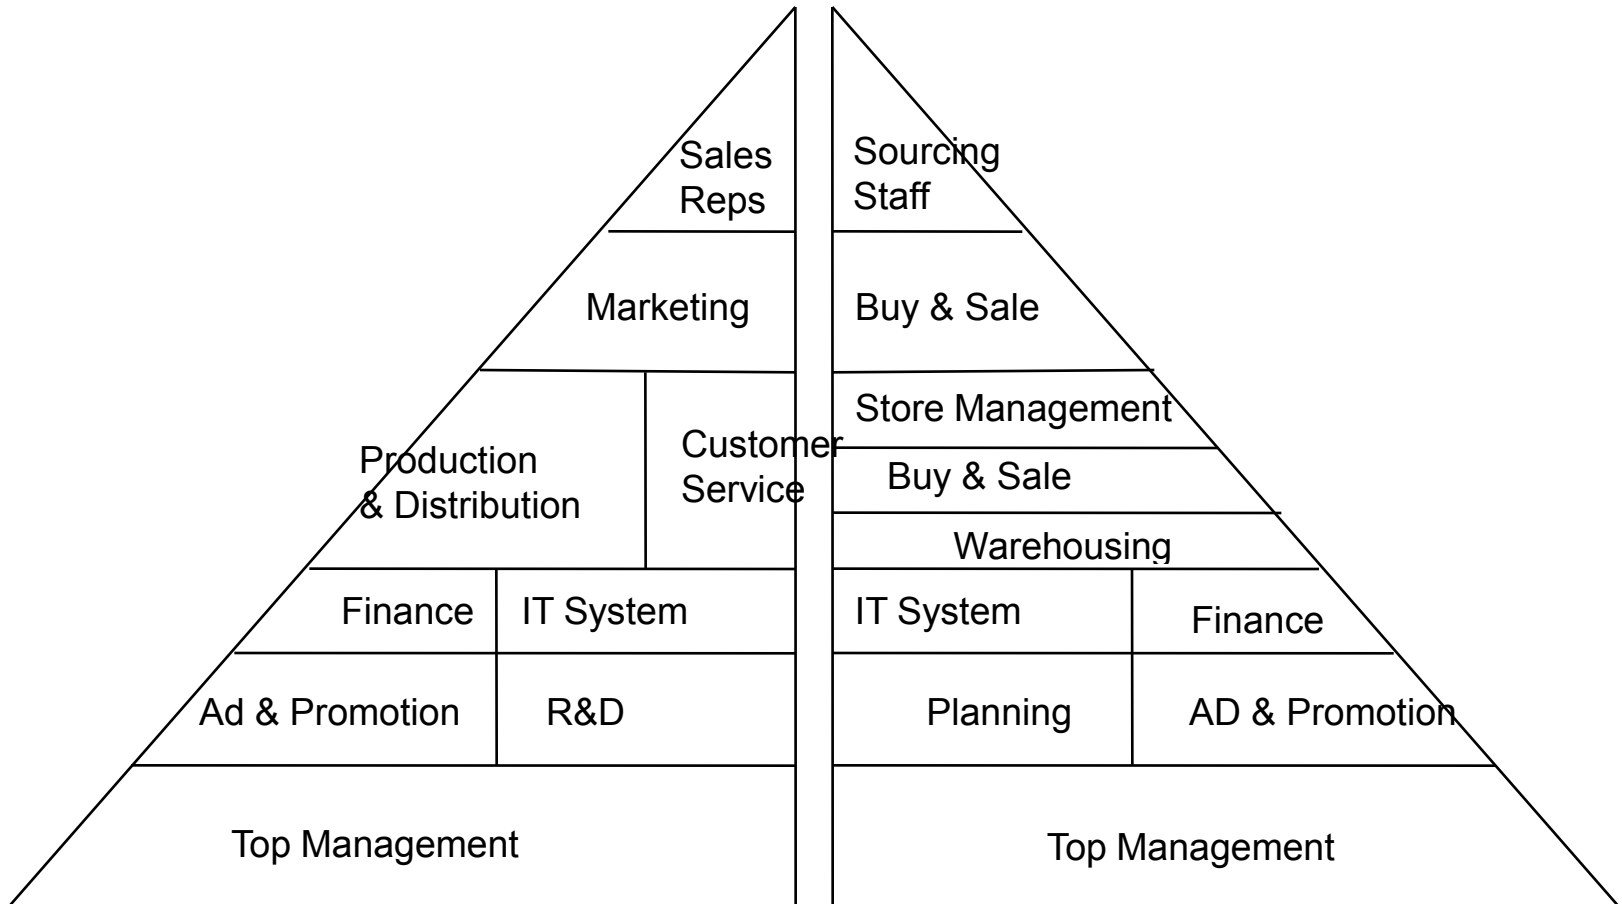 Sales
Reps
Sourcing
Staff
Marketing
Buy & Sale
Production
& Distribution
Customer
Service
Store Management
Buy & Sale
Warehousing
Finance
IT System
IT System
Finance
Ad & Promotion
R&D
Planning
AD & Promotion
Top Management
Top Management